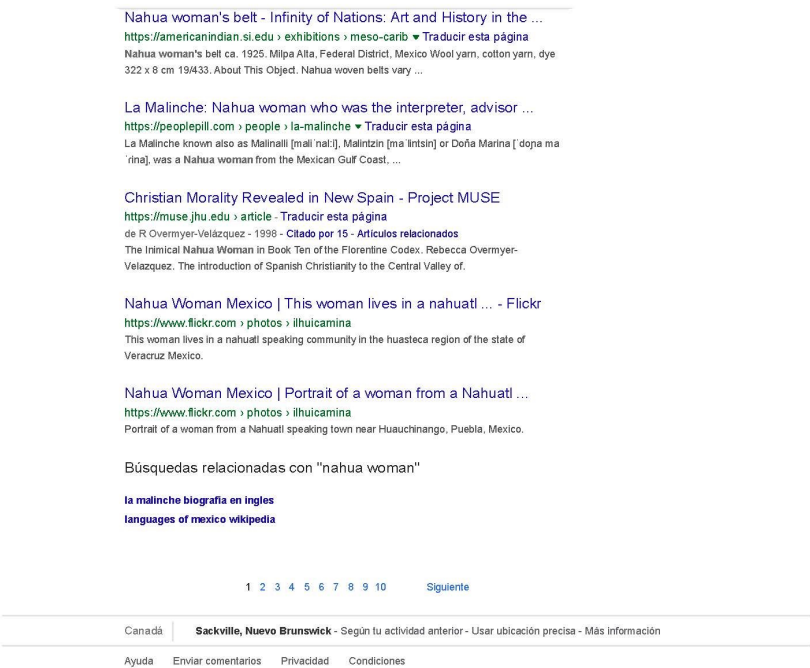 Nahua woman's belt - Infinity of Nations: Art and History in the ...
https://americanindian.si.edu › exhibitions › meso-carib ▾ Traducir esta página
Nahua woman's belt ca. 1925. Milpa Alta, Federal District, Mexico Wool yarn, cotton yarn, dye
322 x 8 cm 19/433. About This Object. Nahua woven belts vary ...
La Malinche: Nahua woman who was the interpreter, advisor ...
https://peoplepill.com › people › la-malinche ▾ Traducir esta página
La Malinche known also as Malinalli [maliˈnalːi], Malintzin [maˈlintsin] or Doña Marina [ˈdoɲa ma
ˈrina], was a Nahua woman from the Mexican Gulf Coast, ...
Christian Morality Revealed in New Spain - Project MUSE
https://muse.jhu.edu › article - Traducir esta página
de R Overmyer-Velázquez - 1998 - Citado por 15 - Artículos relacionados
The Inimical Nahua Woman in Book Ten of the Florentine Codex. Rebecca Overmyer-
Velazquez. The introduction of Spanish Christianity to the Central Valley of.
Nahua Woman Mexico | This woman lives in a nahuatl ... - Flickr
https://www.flickr.com › photos › ilhuicamina
This woman lives in a nahuatl speaking community in the huasteca region of the state of
Veracruz Mexico.
Nahua Woman Mexico | Portrait of a woman from a Nahuatl ...
https://www.flickr.com › photos › ilhuicamina
Portrait of a woman from a Nahuatl speaking town near Huauchinango, Puebla, Mexico.
Búsquedas relacionadas con "nahua woman"
la malinche biografia en ingles
languages of mexico wikipedia
1 2 3 4 5 6 7 8 9 10 Siguiente
Canadá Sackville, Nuevo Brunswick - Según tu actividad anterior - Usar ubicación precisa - Más información
Ayuda Enviar comentarios Privacidad Condiciones